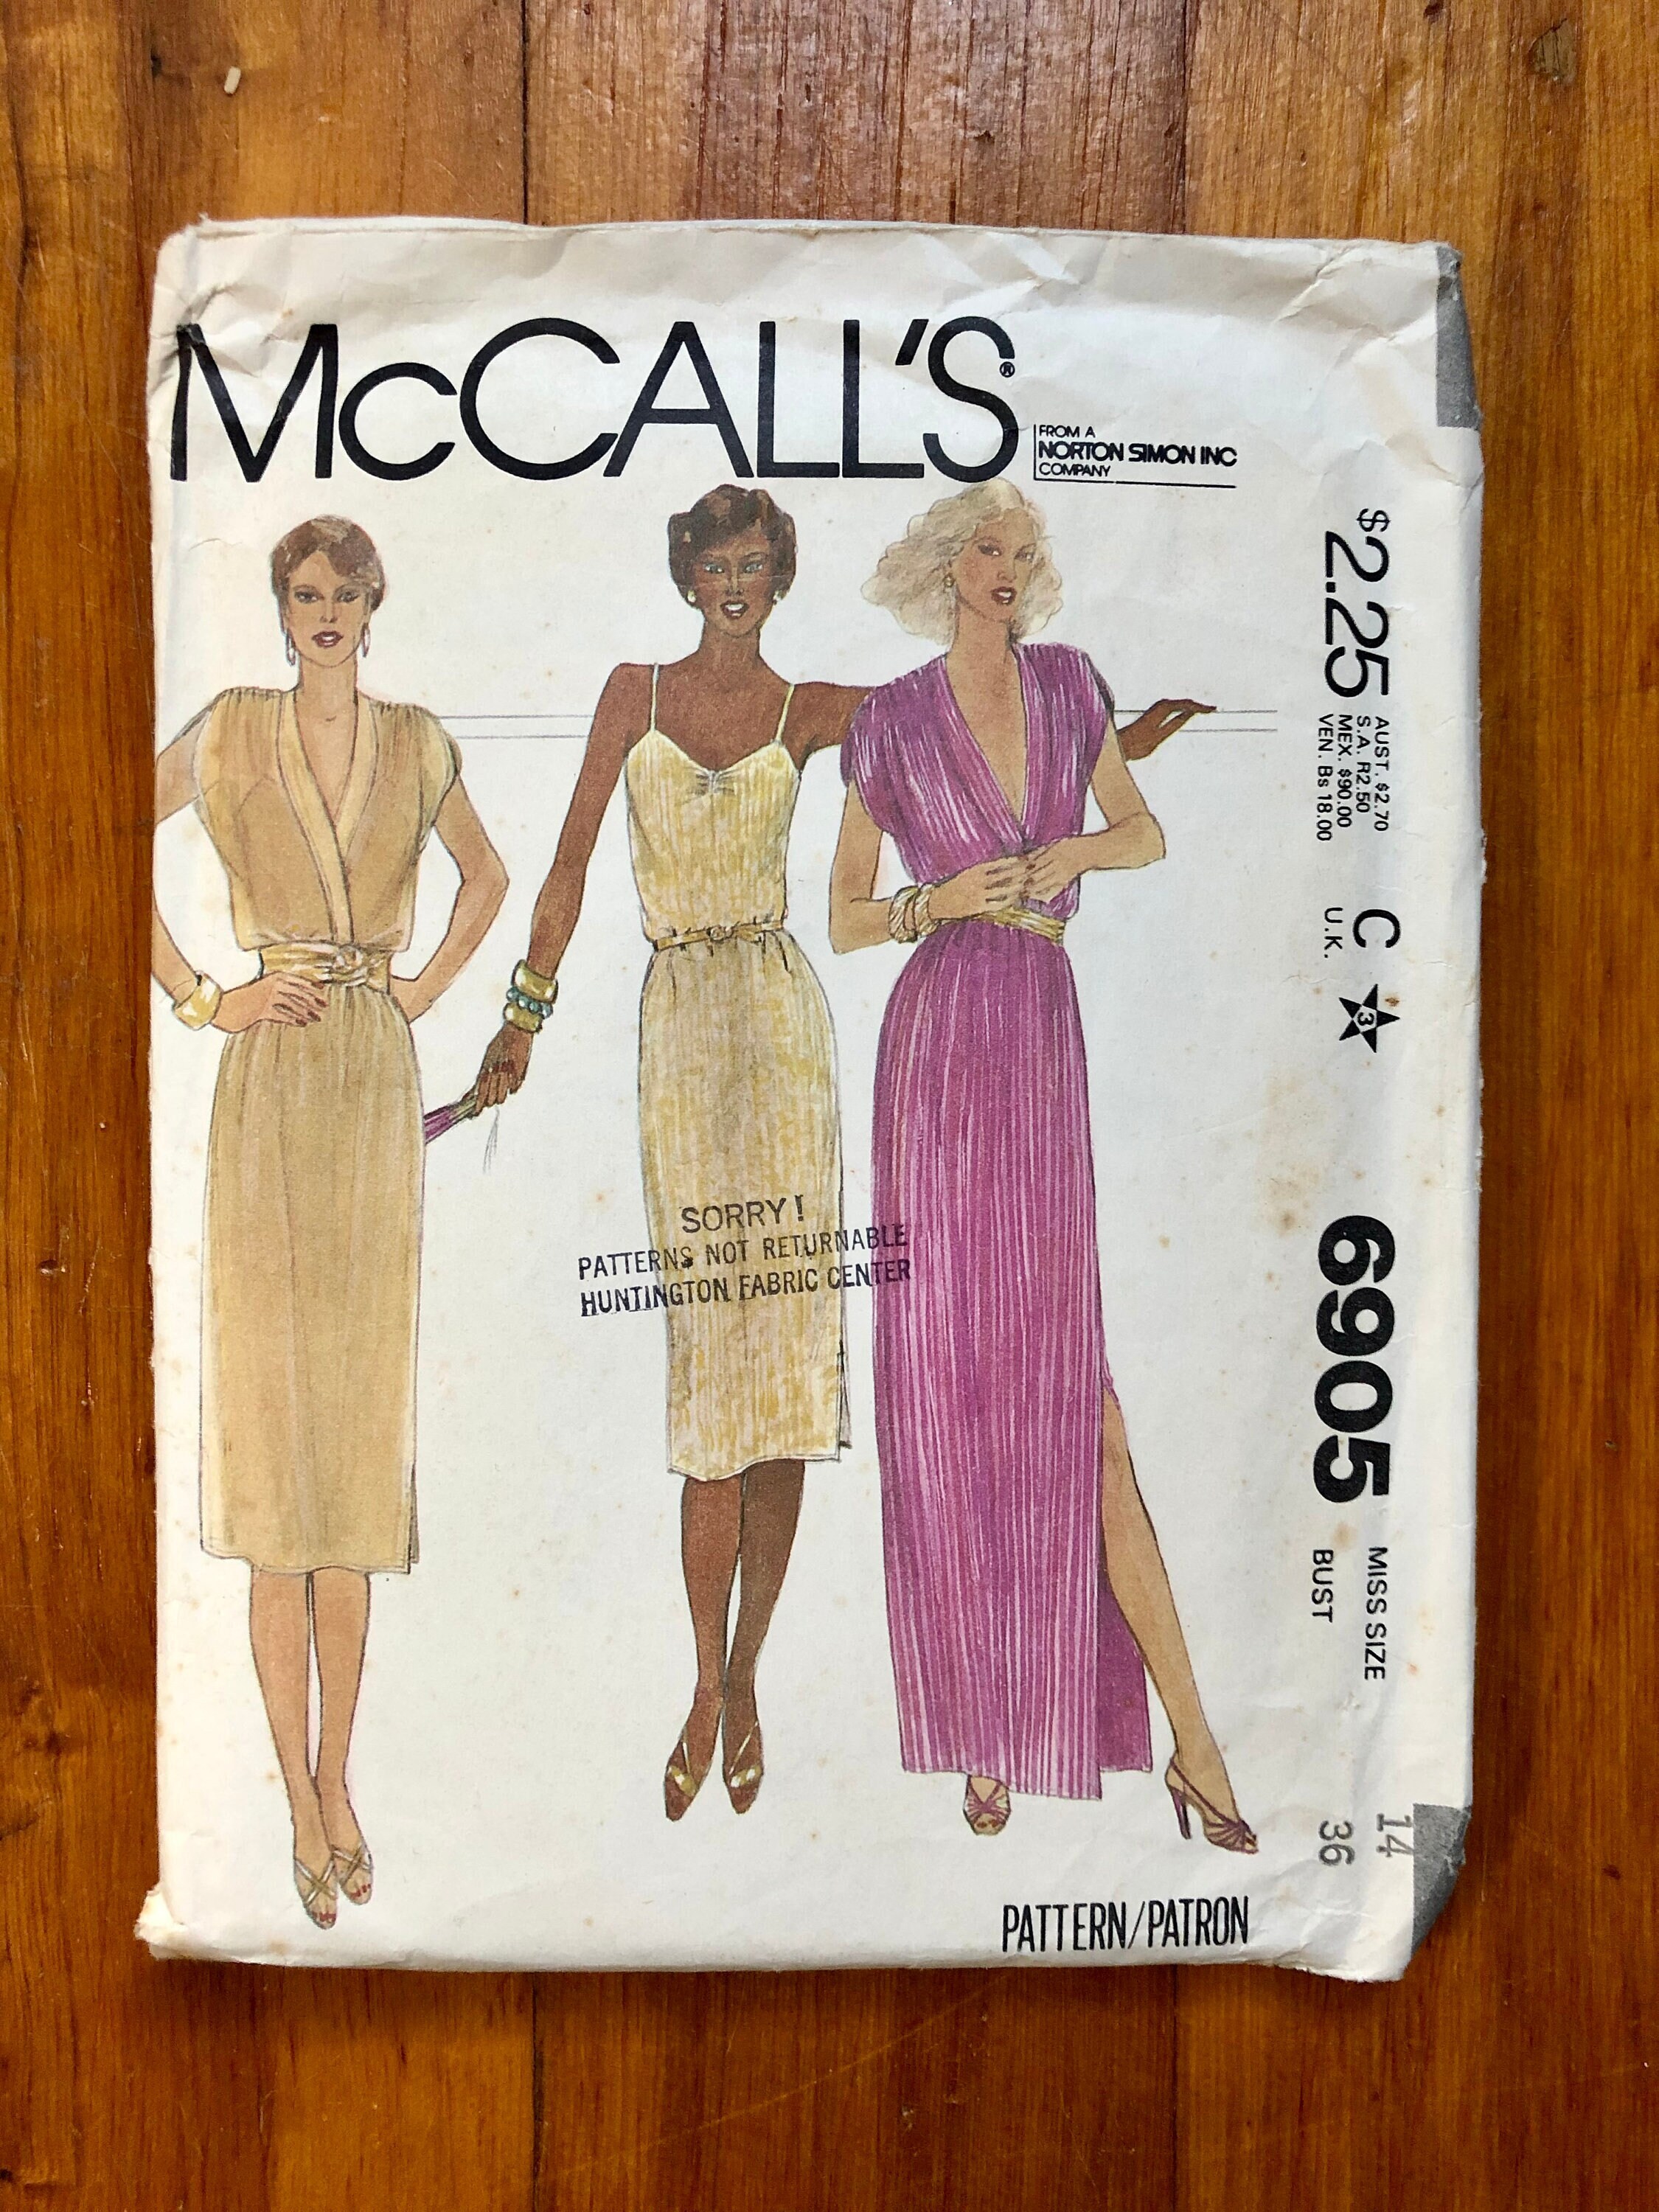 McCALL'S®
FROM A
NORTON SIMON INC
COMPANY
$2.25
AUST. $2.70
S.A. R2.50
MEX. $90.00
VEN. Bs 18.00
C
U.K.
3
6905
MISS SIZE 14
BUST 36
SORRY!
PATTERNS NOT RETURNABLE
HUNTINGTON FABRIC CENTER
PATTERN/PATRON